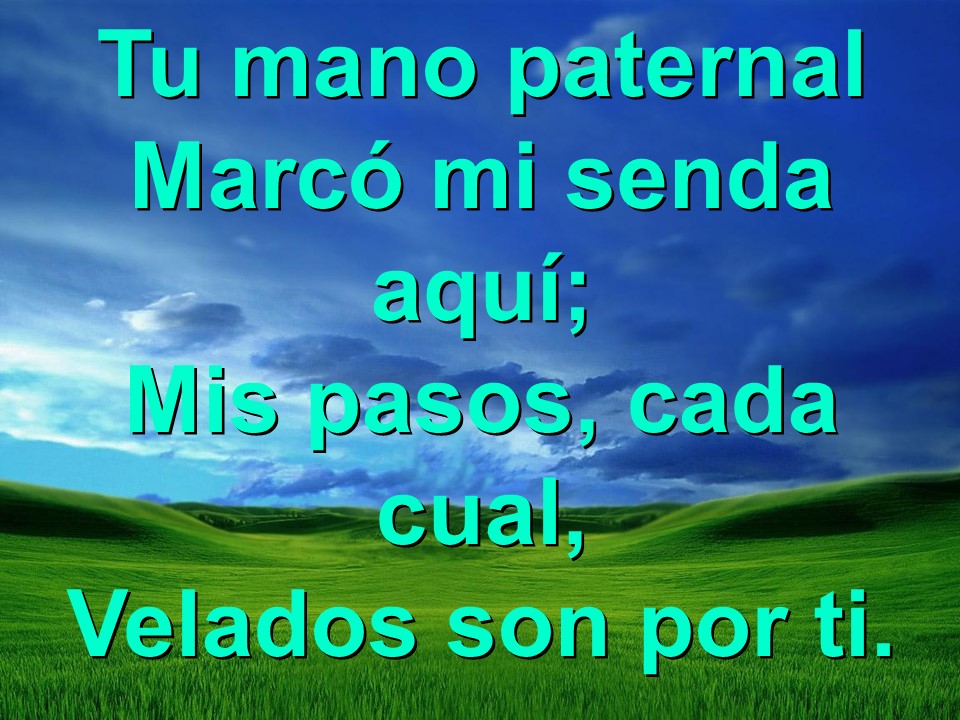 Tu mano paternal
Marcó mi senda
aquí;
Mis pasos, cada
cual,
Velados son por ti.